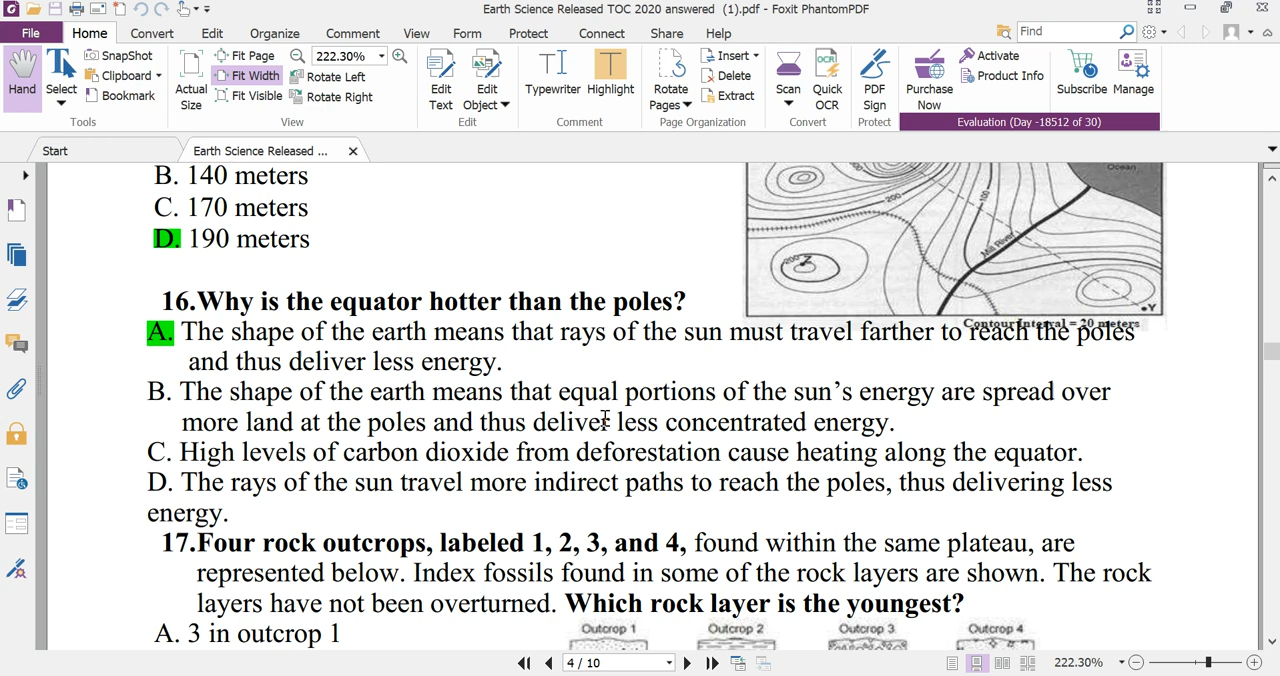 Earth Science Released TOC 2020 answered (1).pdf - Foxit PhantomPDF
File Home Convert Edit Organize Comment View Form Protect Connect Share Help Find
Hand Select SnapShot Clipboard Bookmark Tools
Actual Size Fit Page Fit Width Fit Visible 222.30% Rotate Left Rotate Right View
Edit Text Edit Object Edit
Typewriter Highlight Comment
Rotate Pages Insert Delete Extract Page Organization
Scan Quick OCR Convert
PDF Sign Protect
Purchase Now Activate Product Info Subscribe Manage
Evaluation (Day -18512 of 30)
Start Earth Science Released ...
B. 140 meters
C. 170 meters
D. 190 meters
Ocean
200
100
Mill River
200
Z
Y
Contour Interval = 20 meters
16.Why is the equator hotter than the poles?
A. The shape of the earth means that rays of the sun must travel farther to reach the poles
and thus deliver less energy.
B. The shape of the earth means that equal portions of the sun’s energy are spread over
more land at the poles and thus deliver less concentrated energy.
C. High levels of carbon dioxide from deforestation cause heating along the equator.
D. The rays of the sun travel more indirect paths to reach the poles, thus delivering less
energy.
17.Four rock outcrops, labeled 1, 2, 3, and 4, found within the same plateau, are
represented below. Index fossils found in some of the rock layers are shown. The rock
layers have not been overturned. Which rock layer is the youngest?
A. 3 in outcrop 1
Outcrop 1 Outcrop 2 Outcrop 3 Outcrop 4
4 / 10
222.30%